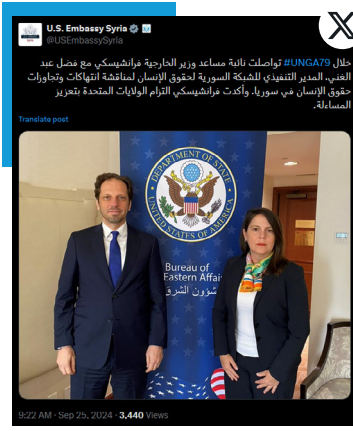 U.S. Embassy Syria
@USEmbassySyria
خلال #UNGA79 تواصلت نائبة مساعد وزير الخارجية فرانشيسكي مع فضل عبد
الغني، المدير التنفيذي للشبكة السورية لحقوق الإنسان لمناقشة انتهاكات وتجاوزات
حقوق الإنسان في سوريا. وأكدت فرانشيسكي التزام الولايات المتحدة بتعزيز
المساءلة.
Translate post
DEPARTMENT OF STATE
UNITED STATES OF AMERICA
Bureau of
Eastern Affai
شؤون الشرق
9:22 AM · Sep 25, 2024 · 3,440 Views